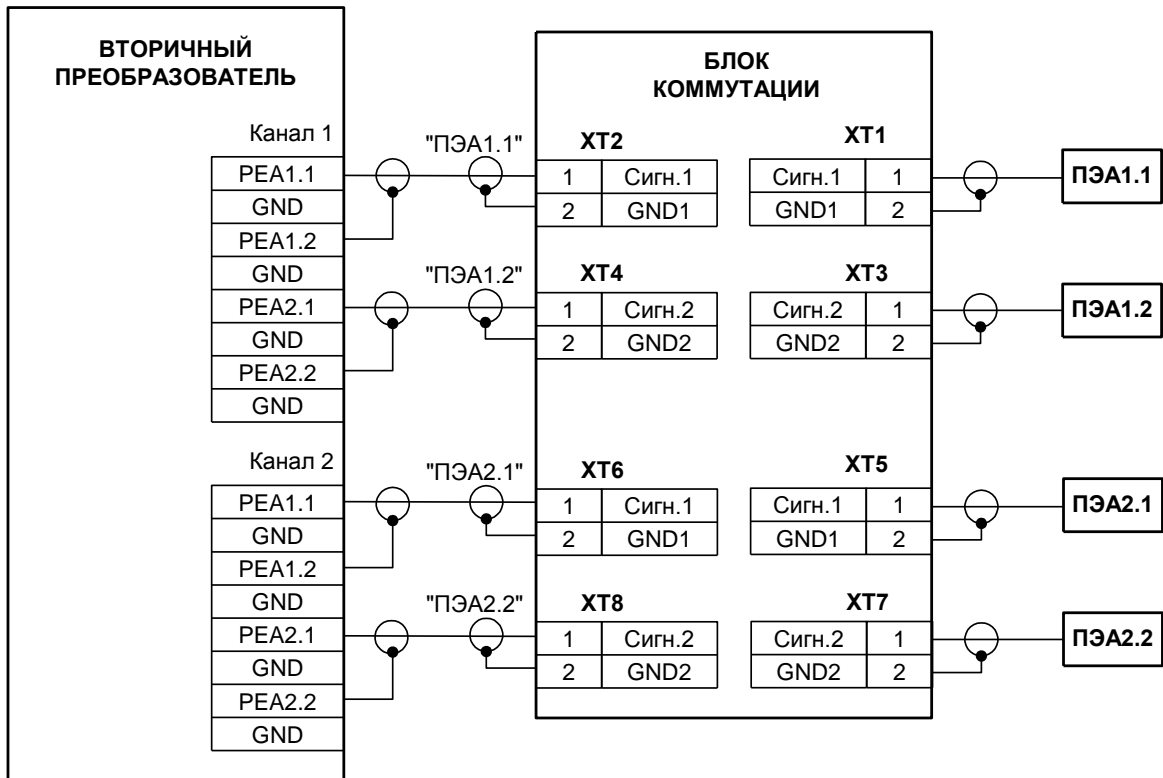 ВТОРИЧНЫЙ
ПРЕОБРАЗОВАТЕЛЬ
Канал 1
PEA1.1
GND
PEA1.2
GND
PEA2.1
GND
PEA2.2
GND
Канал 2
PEA1.1
GND
PEA1.2
GND
PEA2.1
GND
PEA2.2
GND
"ПЭА1.1"
"ПЭА1.2"
"ПЭА2.1"
"ПЭА2.2"
БЛОК
КОММУТАЦИИ
XT2
1 Сигн.1
2 GND1
XT1
Сигн.1 1
GND1 2
XT4
1 Сигн.2
2 GND2
XT3
Сигн.2 1
GND2 2
XT6
1 Сигн.1
2 GND1
XT5
Сигн.1 1
GND1 2
XT8
1 Сигн.2
2 GND2
XT7
Сигн.2 1
GND2 2
ПЭА1.1
ПЭА1.2
ПЭА2.1
ПЭА2.2